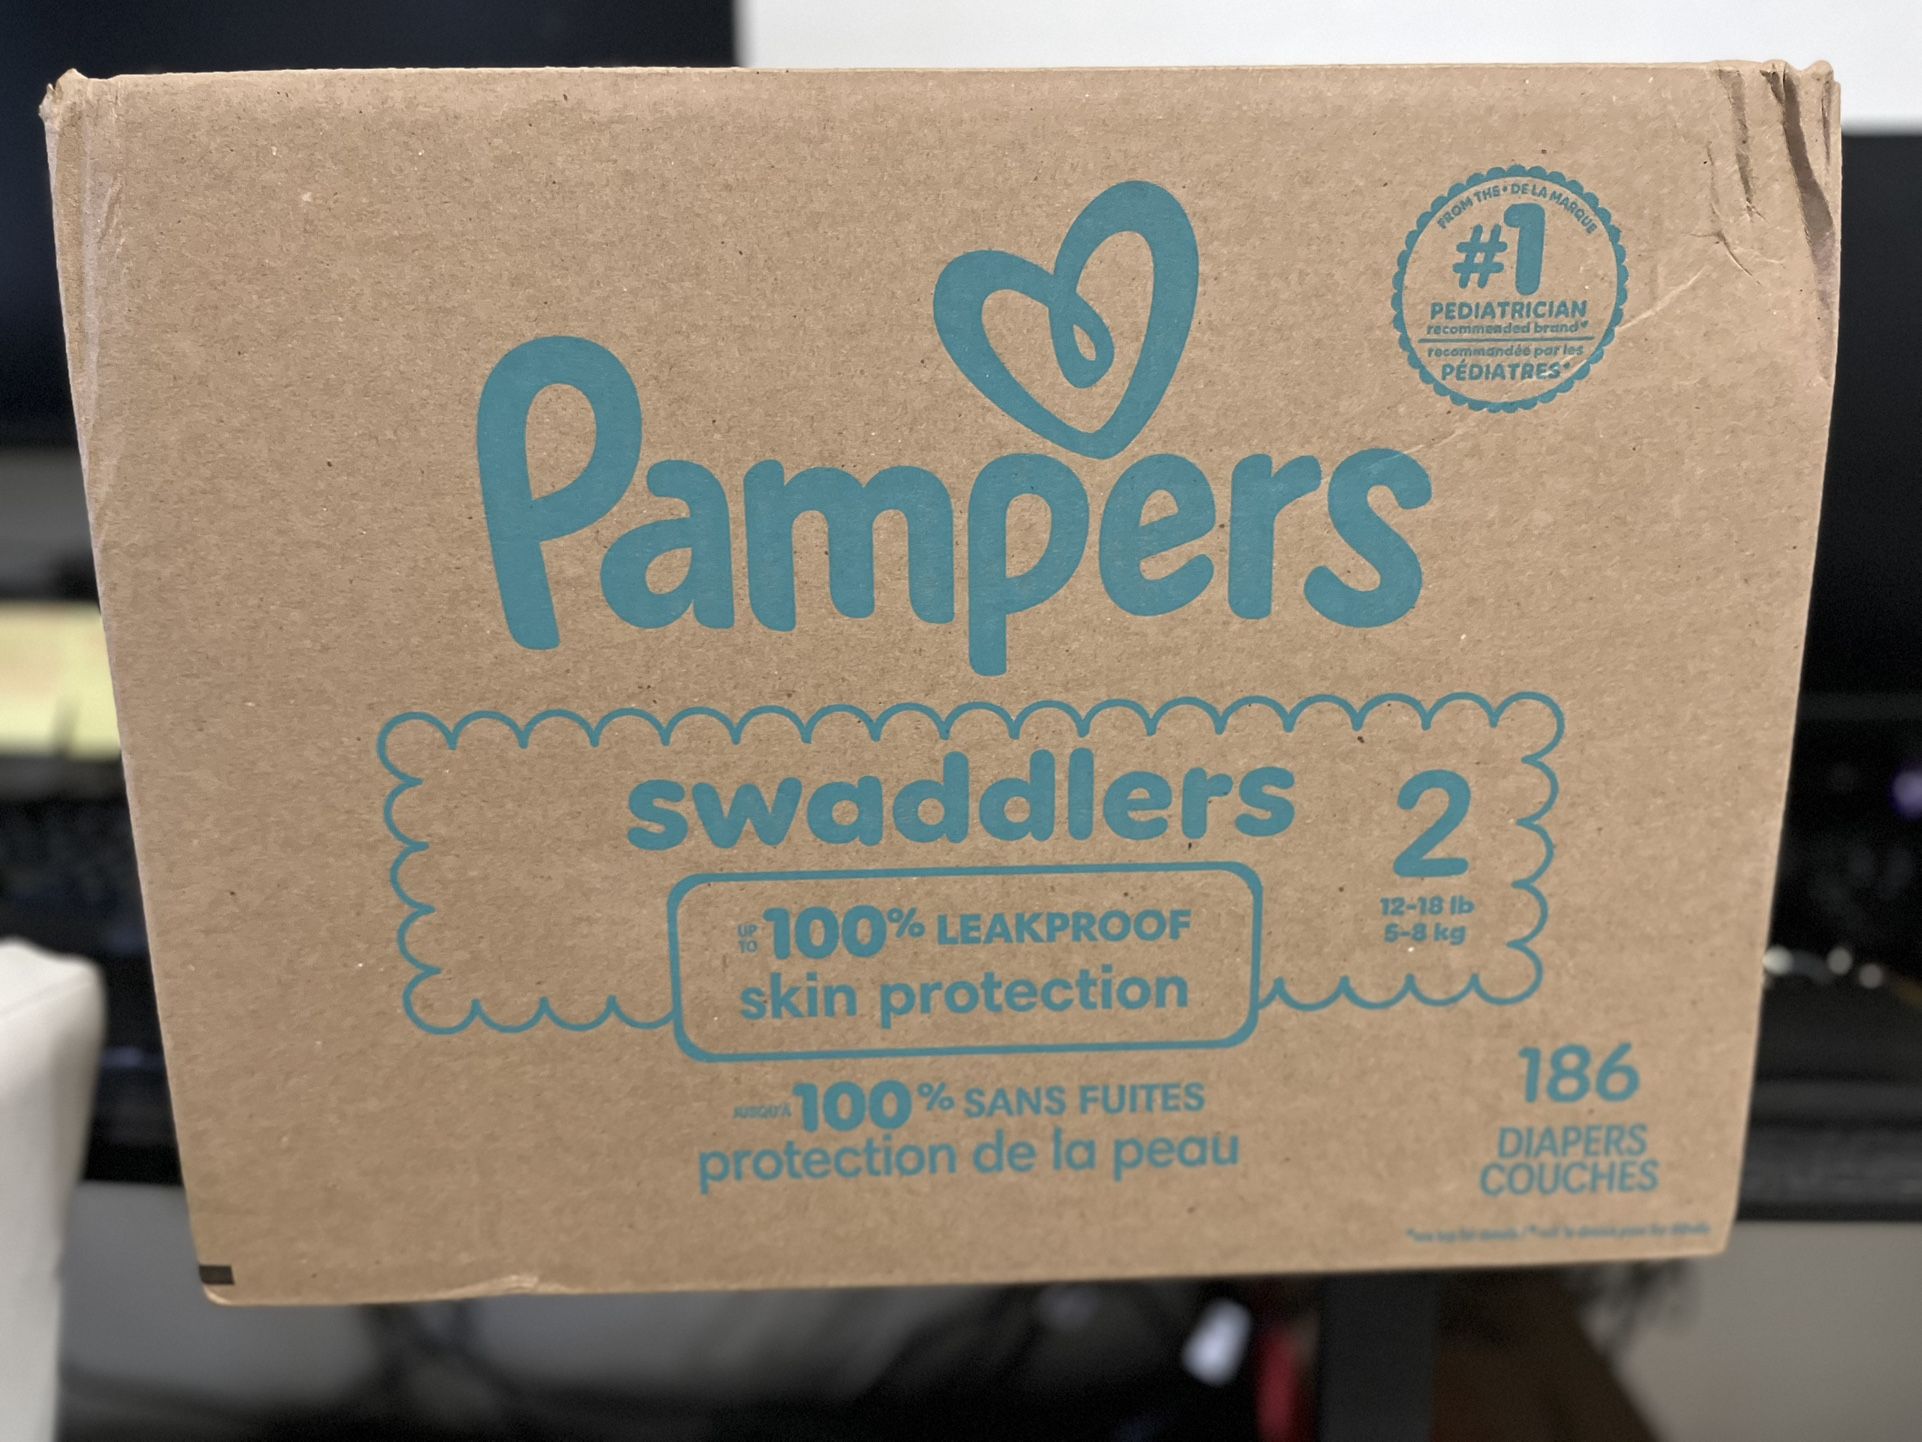 FROM THE • DE LA MARQUE
#1
PEDIATRICIAN
recommended brand*
recommandée par les
PÉDIATRES*
Pampers
swaddlers
2
12-18 lb
5-8 kg
UP TO 100% LEAKPROOF
skin protection
JUSQU'À 100% SANS FUITES
protection de la peau
186
DIAPERS
COUCHES